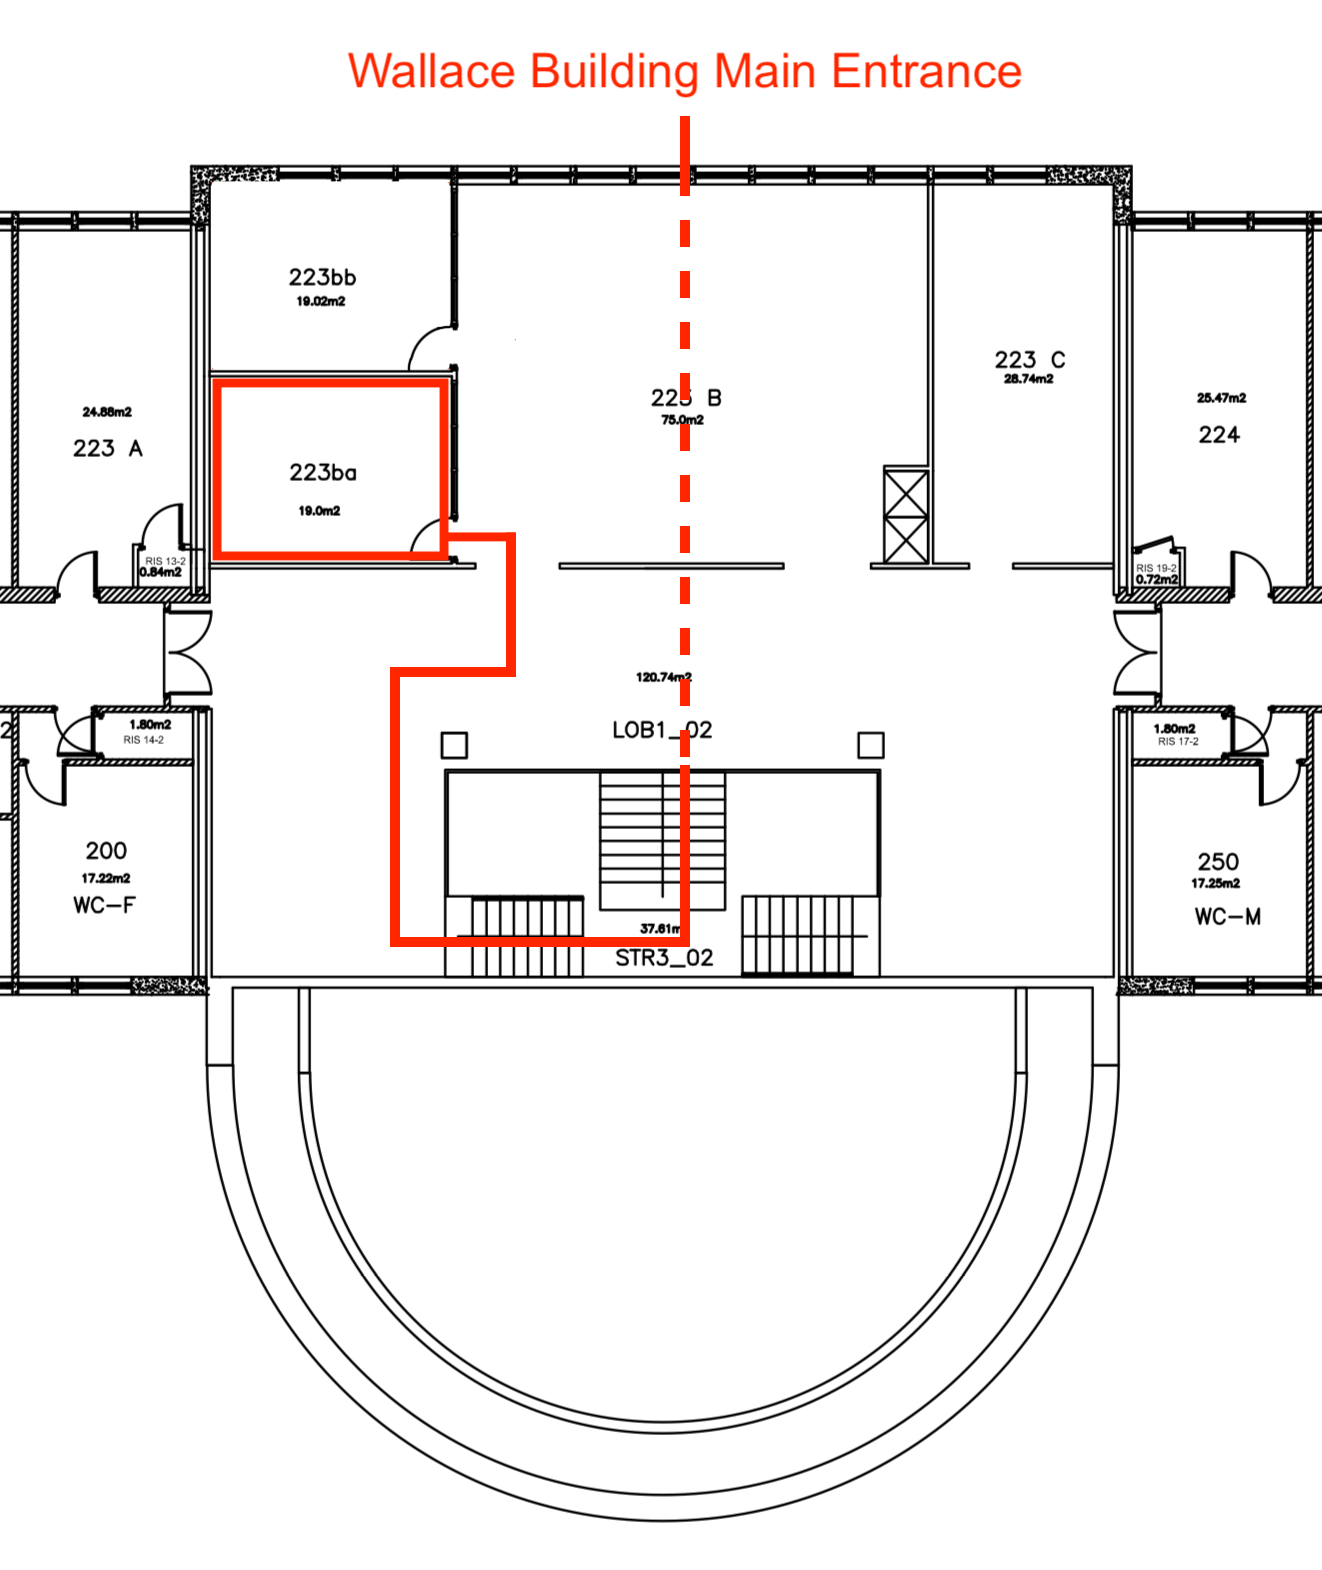 Wallace Building Main Entrance
223bb
19.02m2
223 C
28.74m2
223 B
75.0m2
24.88m2
223 A
25.47m2
224
223ba
19.0m2
RIS 13-2
0.84m2
RIS 19-2
0.72m2
120.74m2
LOB1_02
2
1.80m2
RIS 14-2
1.80m2
RIS 17-2
200
17.22m2
WC-F
250
17.25m2
WC-M
37.61m
STR3_02